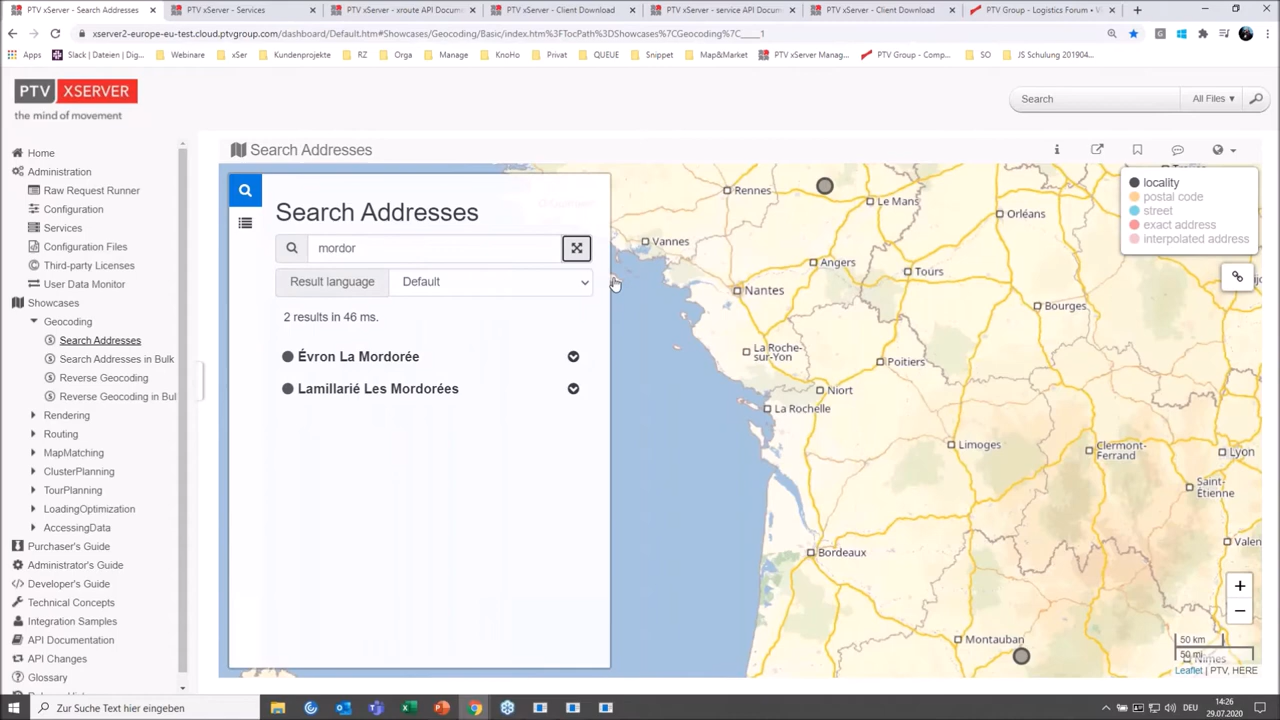 PTV xServer - Search Addresses
PTV xServer - Services
PTV xServer - xroute API Docume
PTV xServer - Client Download
PTV xServer - service API Docum
PTV xServer - Client Download
PTV Group - Logistics Forum • Vi
xserver2-europe-eu-test.cloud.ptvgroup.com/dashboard/Default.htm#Showcases/Geocoding/Basic/index.htm%3FTocPath%3DShowcases%7CGeocoding%7C____1
Apps
Slack | Dateien | Dig...
Webinare
xSer
Kundenprojekte
RZ
Orga
Manage
KnoHo
Privat
QUEUE
Snippet
Map&Market
PTV xServer Manag...
PTV Group - Comp...
SO
JS Schulung 201904...
PTV XSERVER
the mind of movement
Search
All Files
Home
Administration
Raw Request Runner
Configuration
Services
Configuration Files
Third-party Licenses
User Data Monitor
Showcases
Geocoding
Search Addresses
Search Addresses in Bulk
Reverse Geocoding
Reverse Geocoding in Bul
Rendering
Routing
MapMatching
ClusterPlanning
TourPlanning
LoadingOptimization
AccessingData
Purchaser's Guide
Administrator's Guide
Developer's Guide
Technical Concepts
Integration Samples
API Documentation
API Changes
Glossary
Search Addresses
Search Addresses
mordor
Result language
Default
2 results in 46 ms.
Évron La Mordorée
Lamillarié Les Mordorées
locality
postal code
street
exact address
interpolated address
Rennes
Le Mans
Orléans
Vannes
Angers
Tours
Nantes
Bourges
La Roche-
sur-Yon
Poitiers
Niort
La Rochelle
Limoges
Clermont-
Ferrand
Lyon
Saint-
Étienne
Valen
Bordeaux
Montauban
Nîmes
+
−
50 km
50 mi
Leaflet | PTV, HERE
Zur Suche Text hier eingeben
DEU
14:26
29.07.2020